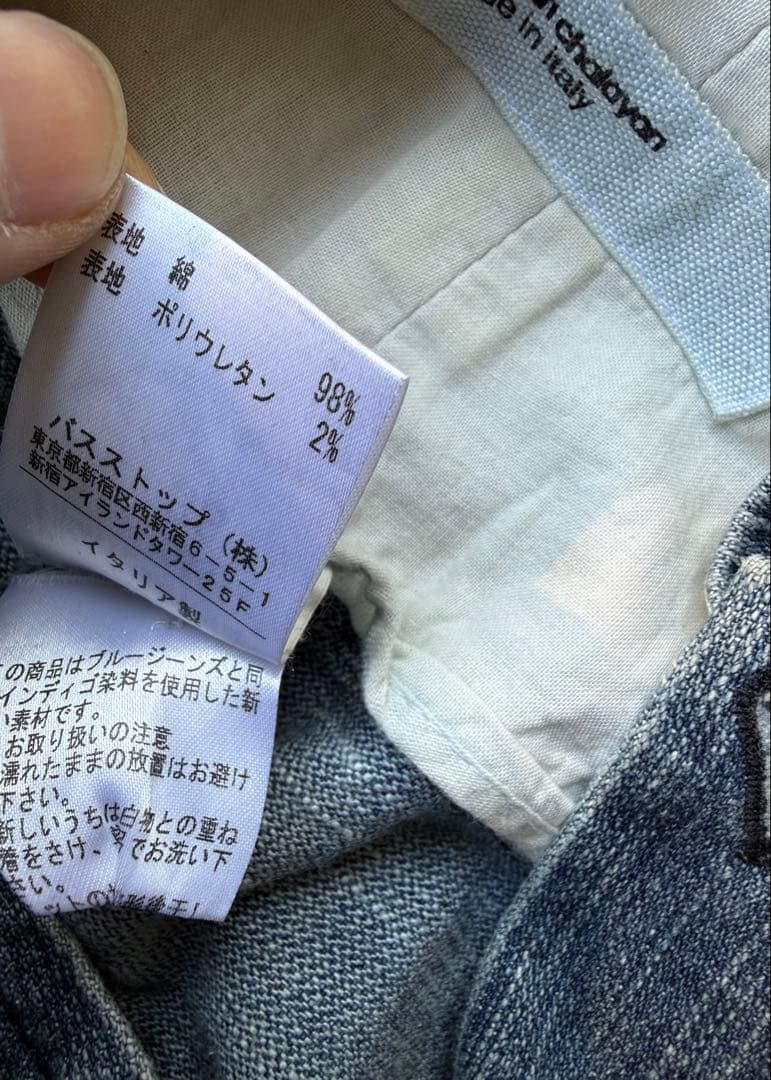 chalayan
made in italy
表地 綿 98%
表地 ポリウレタン 2%
バスストップ (株)
東京都新宿区西新宿6-5-1
新宿アイランドタワー25F
イタリア製
の商品はブルージーンズと同
インディゴ染料を使用した新
い素材です。
お取り扱いの注意
濡れたままの放置はお避け
下さい。
新しいうちは白物との重ね
をさけ、 でお洗い下
さい。